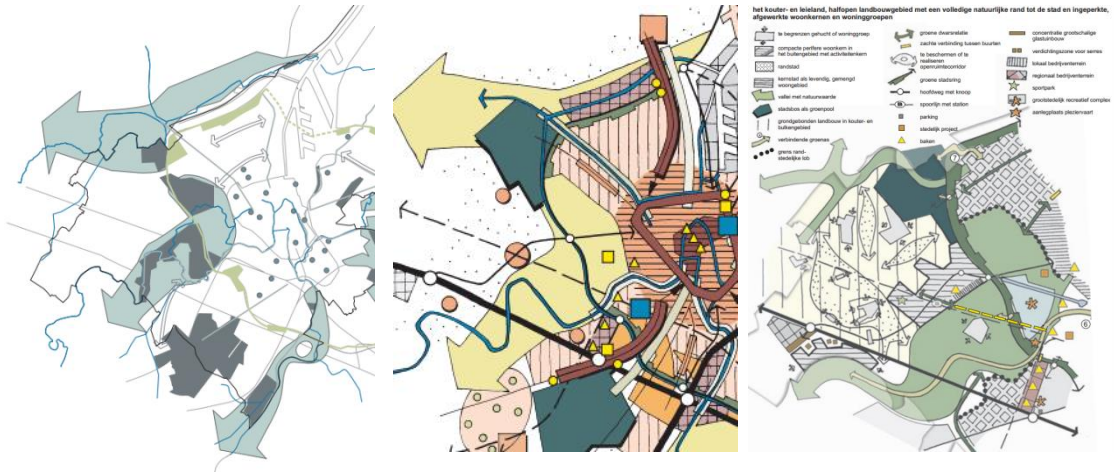 het kouter- en leieland, halfopen landbouwgebied met een volledige natuurlijke rand tot de stad en ingeperkte,
afgewerkte woonkernen en woninggroepen
te begrenzen gehucht of woninggroep
compacte perifere woonkern in
het buitengebied met activiteitenkern
randstad
kernstad als levendig, gemengd
woongebied
vallei met natuurwaarde
stadsbos als groenpool
grondgebonden landbouw in kouter- en
buitengebied
verbindende groenas
grens rand-
stedelijke lob
groene dwarsrelatie
zachte verbinding tussen buurten
te beschermen of te
realiseren
openruimtecorridor
groene stadsring
hoofdweg met knoop
spoorlijn met station
parking
stedelijk project
baken
concentratie grootschalige
glastuinbouw
verdichtingszone voor serres
lokaal bedrijventerrein
regionaal bedrijventerrein
sportpark
grootstedelijk recreatief complex
aanlegplaats pleziervaart
7
6